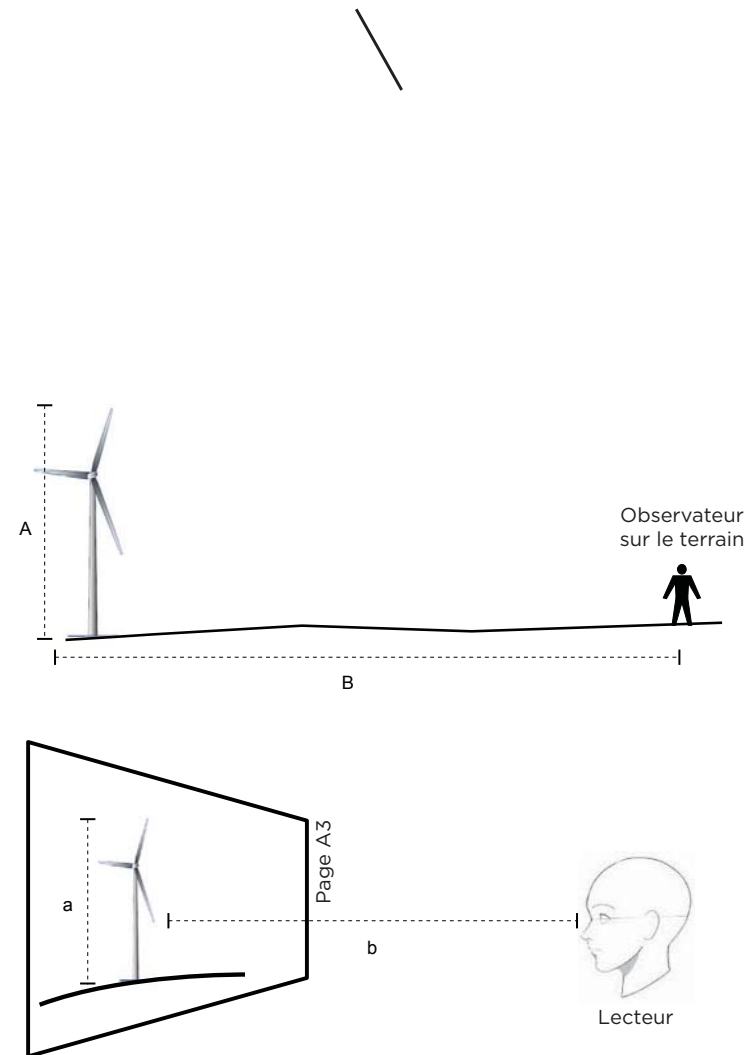 Observateur
sur le terrain
A
B
Page A3
a
b
Lecteur